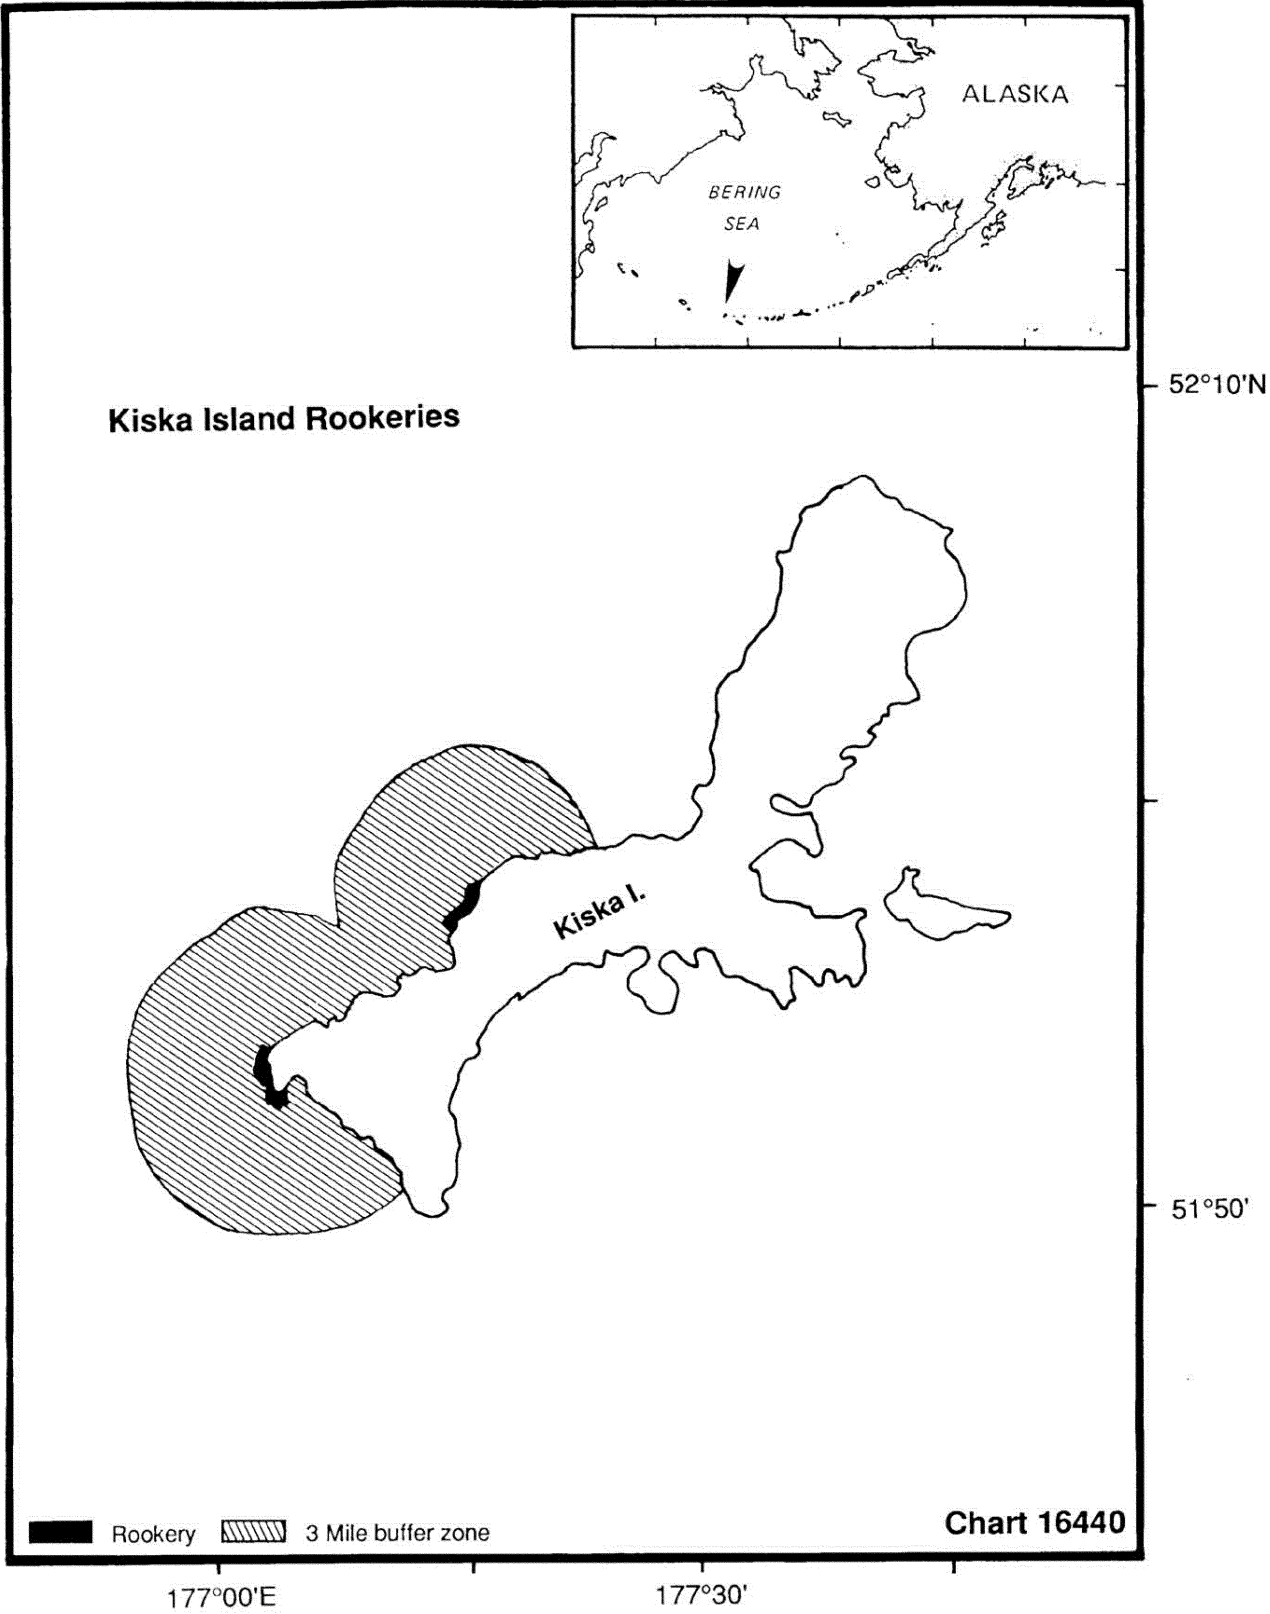 ALASKA
BERING
SEA
52°10'N
Kiska Island Rookeries
Kiska I.
51°50'
Chart 16440
Rookery
3 Mile buffer zone
177°00'E
177°30'